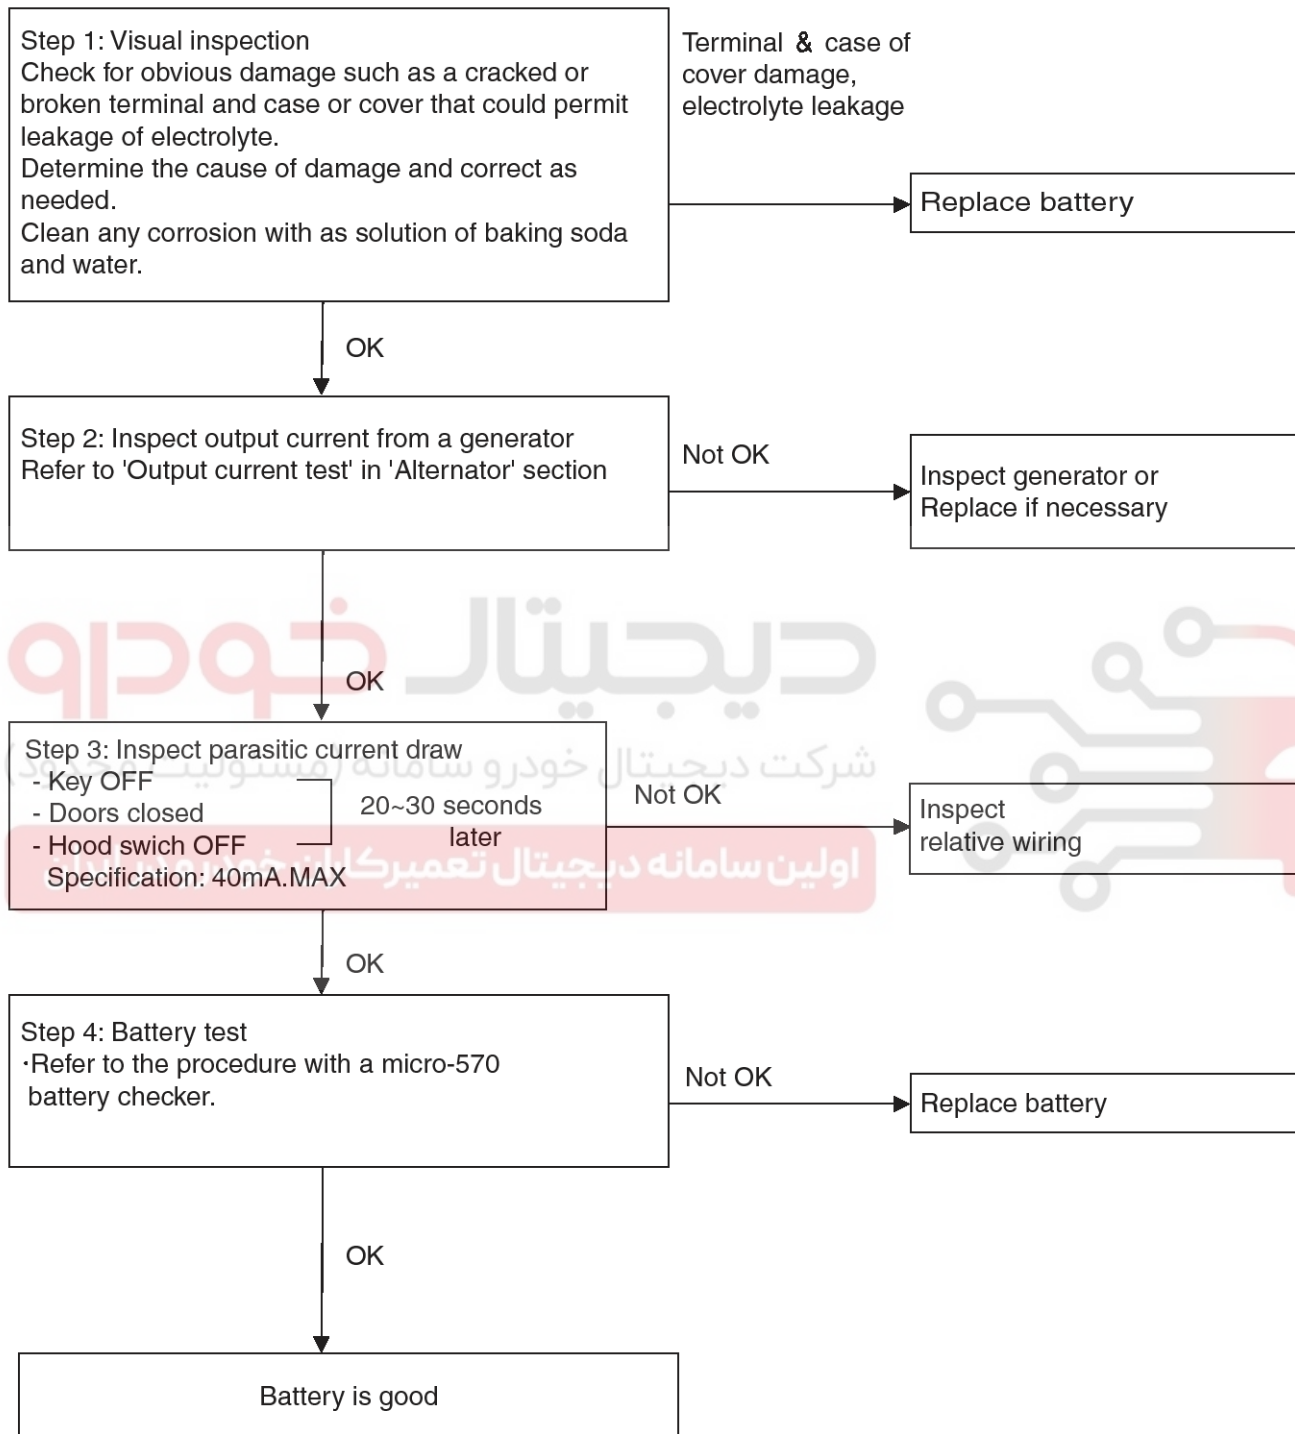 Step 1: Visual inspection
Check for obvious damage such as a cracked or
broken terminal and case or cover that could permit
leakage of electrolyte.
Determine the cause of damage and correct as
needed.
Clean any corrosion with as solution of baking soda
and water.
Terminal & case of
cover damage,
electrolyte leakage
Replace battery
OK
Step 2: Inspect output current from a generator
Refer to 'Output current test' in 'Alternator' section
Not OK
Inspect generator or
Replace if necessary
OK
دیجیتال خودرو
شرکت دیجیتال خودرو سامانه (مسئولیت محدود)
اولین سامانه دیجیتال تعمیرکاران خودرو در ایران
Step 3: Inspect parasitic current draw
- Key OFF
- Doors closed
- Hood swich OFF
20~30 seconds
later
Specification: 40mA.MAX
Not OK
Inspect
relative wiring
OK
Step 4: Battery test
·Refer to the procedure with a micro-570
battery checker.
Not OK
Replace battery
OK
Battery is good